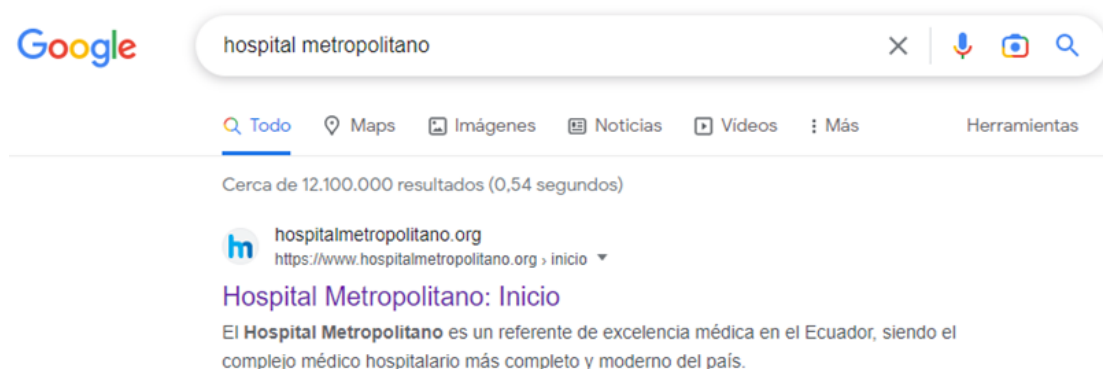 Google
hospital metropolitano
Todo Maps Imágenes Noticias Videos Más Herramientas
Cerca de 12.100.000 resultados (0,54 segundos)
hm
hospitalmetropolitano.org
https://www.hospitalmetropolitano.org › inicio
Hospital Metropolitano: Inicio
El Hospital Metropolitano es un referente de excelencia médica en el Ecuador, siendo el
complejo médico hospitalario más completo y moderno del país.